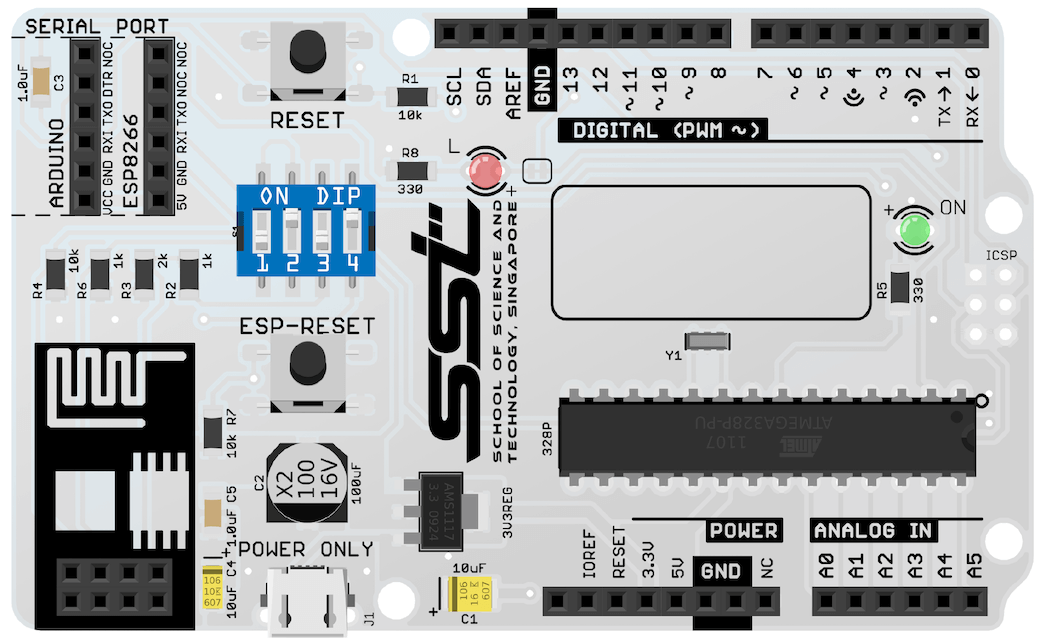 SERIAL PORT
1.0uF
C3
ARDUINO
VCC GND RXI TXO DTR NOC
ESP8266
5V GND RXI TXO NOC NOC
RESET
R1
10k
R8
330
L
+
SCL
SDA
AREF
GND
13
12
~11
~10
~9
8
7
~6
~5
4
~3
2
TX→1
RX←0
DIGITAL (PWM ~)
ON DIP
1 2 3 4
S1
R4
10k
R6
1k
R3
2k
R2
1k
ESP-RESET
SST
SCHOOL OF SCIENCE AND
TECHNOLOGY, SINGAPORE
+
ON
R5
330
ICSP
Y1
328P
ATMEGA328P-PU
1107
Atmel
R7
10k
C2
X2
100
16V
100uF
C5
1.0uF
+
C4
10uF
106
10 K
607
AMS1117
3.3 0924
3V3REG
POWER ONLY
J1
10uF
106
16 K
607
+
C1
POWER
IOREF
RESET
3.3V
5V
GND
NC
ANALOG IN
A0
A1
A2
A3
A4
A5